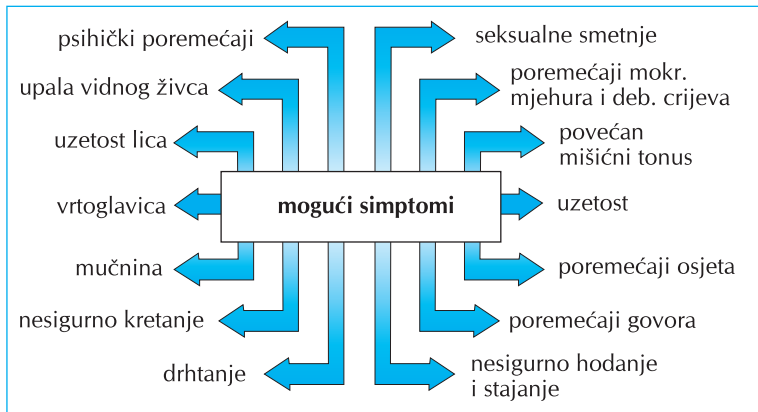 psihički poremećaji
upala vidnog živca
uzetost lica
vrtoglavica
mučnina
nesigurno kretanje
drhtanje
mogući simptomi
seksualne smetnje
poremećaji mokr.
mjehura i deb. crijeva
povećan
mišićni tonus
uzetost
poremećaji osjeta
poremećaji govora
nesigurno hodanje
i stajanje